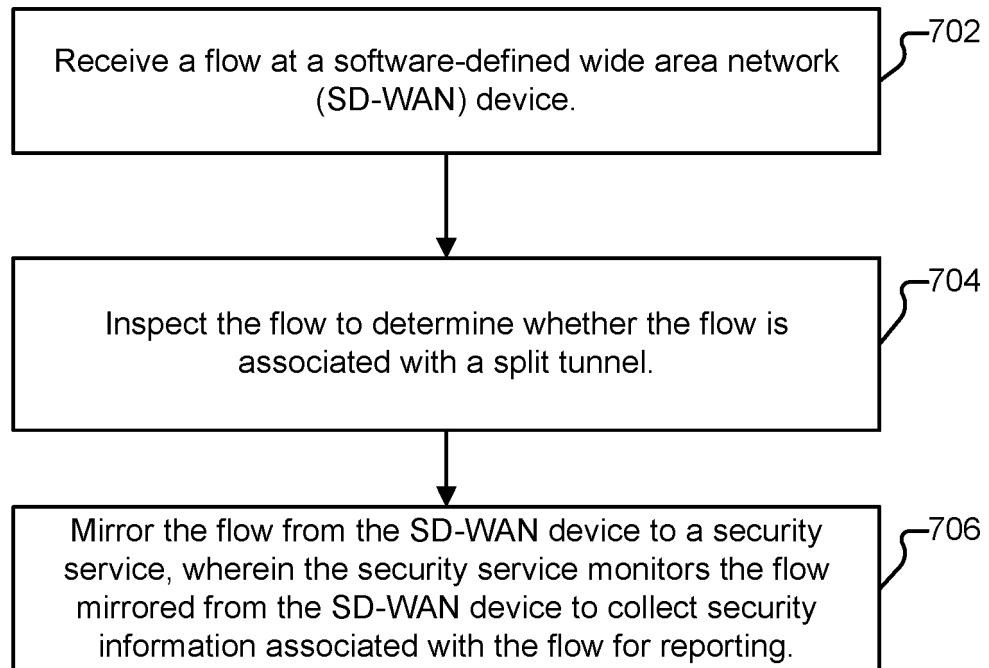 Receive a flow at a software-defined wide area network
(SD-WAN) device.
702
Inspect the flow to determine whether the flow is
associated with a split tunnel.
704
Mirror the flow from the SD-WAN device to a security
service, wherein the security service monitors the flow
mirrored from the SD-WAN device to collect security
information associated with the flow for reporting.
706